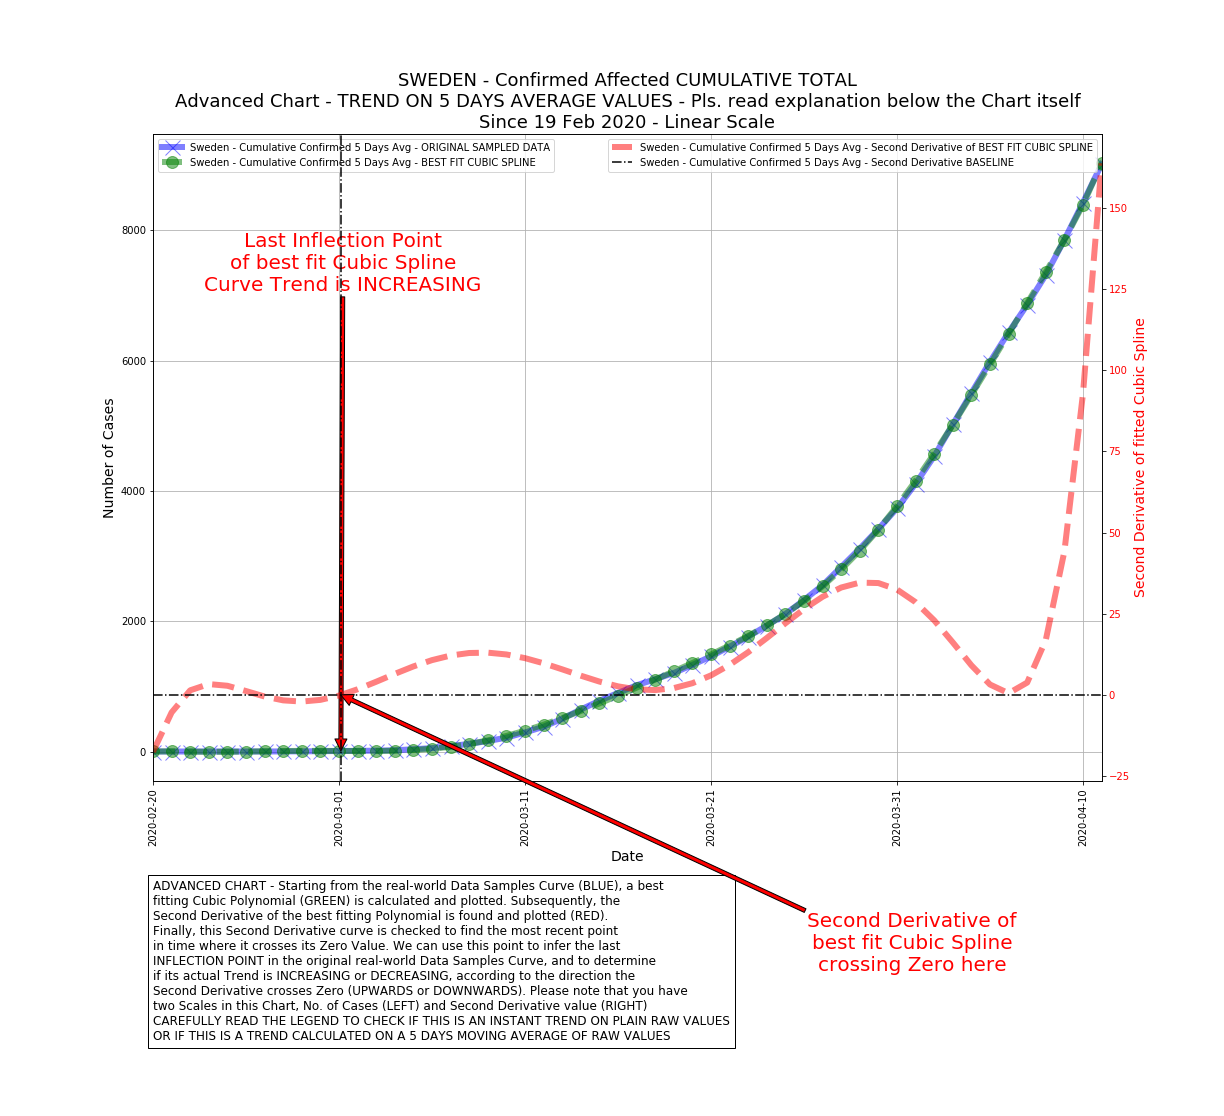 SWEDEN - Confirmed Affected CUMULATIVE TOTAL
Advanced Chart - TREND ON 5 DAYS AVERAGE VALUES - Pls. read explanation below the Chart itself
Since 19 Feb 2020 - Linear Scale
Sweden - Cumulative Confirmed 5 Days Avg - ORIGINAL SAMPLED DATA
Sweden - Cumulative Confirmed 5 Days Avg - BEST FIT CUBIC SPLINE
Sweden - Cumulative Confirmed 5 Days Avg - Second Derivative of BEST FIT CUBIC SPLINE
Sweden - Cumulative Confirmed 5 Days Avg - Second Derivative BASELINE
Last Inflection Point
of best fit Cubic Spline
Curve Trend is INCREASING
Number of Cases
8000
6000
4000
2000
0
150
125
100
75
50
25
0
−25
Second Derivative of fitted Cubic Spline
2020-02-20
2020-03-01
2020-03-11
2020-03-21
2020-03-31
2020-04-10
Date
Second Derivative of
best fit Cubic Spline
crossing Zero here
ADVANCED CHART - Starting from the real-world Data Samples Curve (BLUE), a best
fitting Cubic Polynomial (GREEN) is calculated and plotted. Subsequently, the
Second Derivative of the best fitting Polynomial is found and plotted (RED).
Finally, this Second Derivative curve is checked to find the most recent point
in time where it crosses its Zero Value. We can use this point to infer the last
INFLECTION POINT in the original real-world Data Samples Curve, and to determine
if its actual Trend is INCREASING or DECREASING, according to the direction the
Second Derivative crosses Zero (UPWARDS or DOWNWARDS). Please note that you have
two Scales in this Chart, No. of Cases (LEFT) and Second Derivative value (RIGHT)
CAREFULLY READ THE LEGEND TO CHECK IF THIS IS AN INSTANT TREND ON PLAIN RAW VALUES
OR IF THIS IS A TREND CALCULATED ON A 5 DAYS MOVING AVERAGE OF RAW VALUES